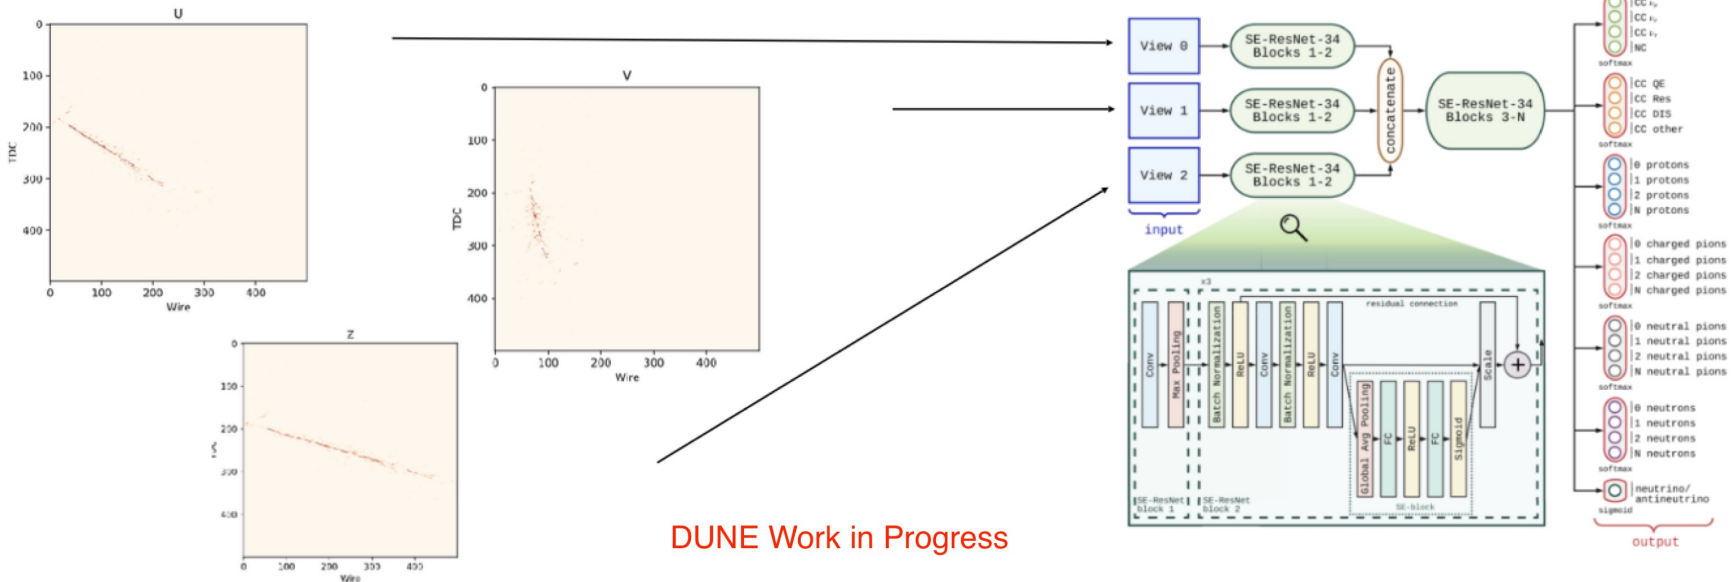 U
0
100
200
300
400
TDC
0 100 200 300 400
Wire
V
0
100
200
300
400
TDC
0 100 200 300 400
Wire
Z
0
100
200
300
0 100 200 300 400
Wire
DUNE Work in Progress
View 0
View 1
View 2
input
SE-ResNet-34
Blocks 1-2
SE-ResNet-34
Blocks 1-2
SE-ResNet-34
Blocks 1-2
concatenate
SE-ResNet-34
Blocks 3-N
x3
residual connection
Conv
Max Pooling
Batch Normalization
ReLU
Conv
Batch Normalization
ReLU
Conv
Global Avg Pooling
FC
ReLU
FC
Sigmoid
Scale
+
SE-ResNet
block 1
SE-ResNet
block 2
SE-block
CC
CC
CC
NC
softmax
CC QE
CC Res
CC DIS
CC other
softmax
0 protons
1 protons
2 protons
N protons
softmax
0 charged pions
1 charged pions
2 charged pions
N charged pions
softmax
0 neutral pions
1 neutral pions
2 neutral pions
N neutral pions
softmax
0 neutrons
1 neutrons
2 neutrons
N neutrons
softmax
neutrino/
antineutrino
sigmoid
output